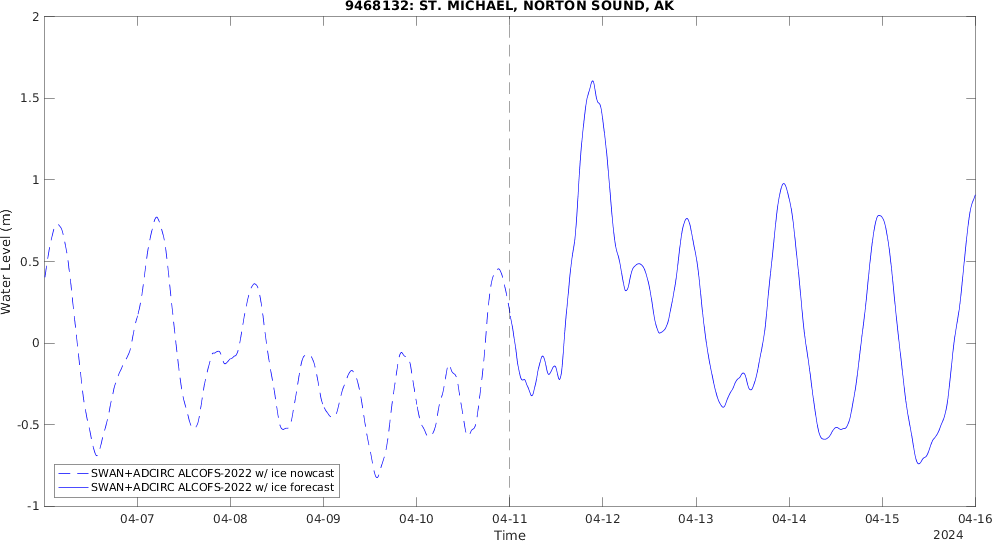 9468132: ST. MICHAEL, NORTON SOUND, AK
Water Level (m)
2
1.5
1
0.5
0
-0.5
-1
SWAN+ADCIRC ALCOFS-2022 w/ ice nowcast
SWAN+ADCIRC ALCOFS-2022 w/ ice forecast
04-07 04-08 04-09 04-10 04-11 04-12 04-13 04-14 04-15 04-16
Time
2024